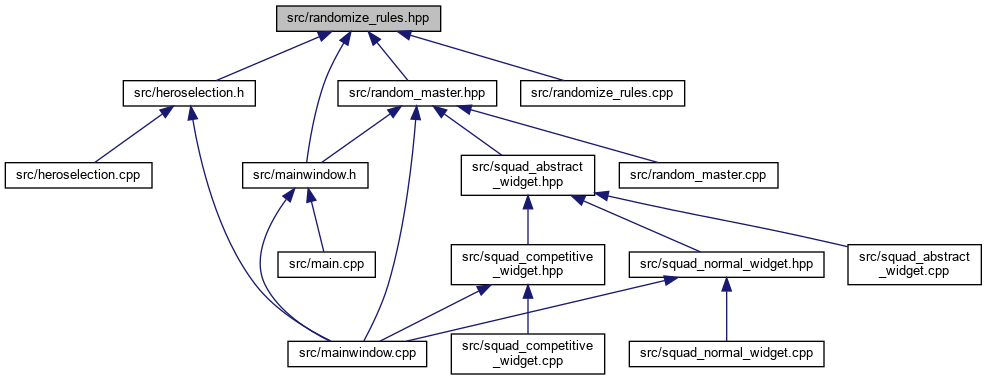 src/randomize_rules.hpp
src/heroselection.h
src/random_master.hpp
src/randomize_rules.cpp
src/heroselection.cpp
src/mainwindow.h
src/squad_abstract
_widget.hpp
src/random_master.cpp
src/main.cpp
src/squad_competitive
_widget.hpp
src/squad_normal_widget.hpp
src/squad_abstract
_widget.cpp
src/mainwindow.cpp
src/squad_competitive
_widget.cpp
src/squad_normal_widget.cpp